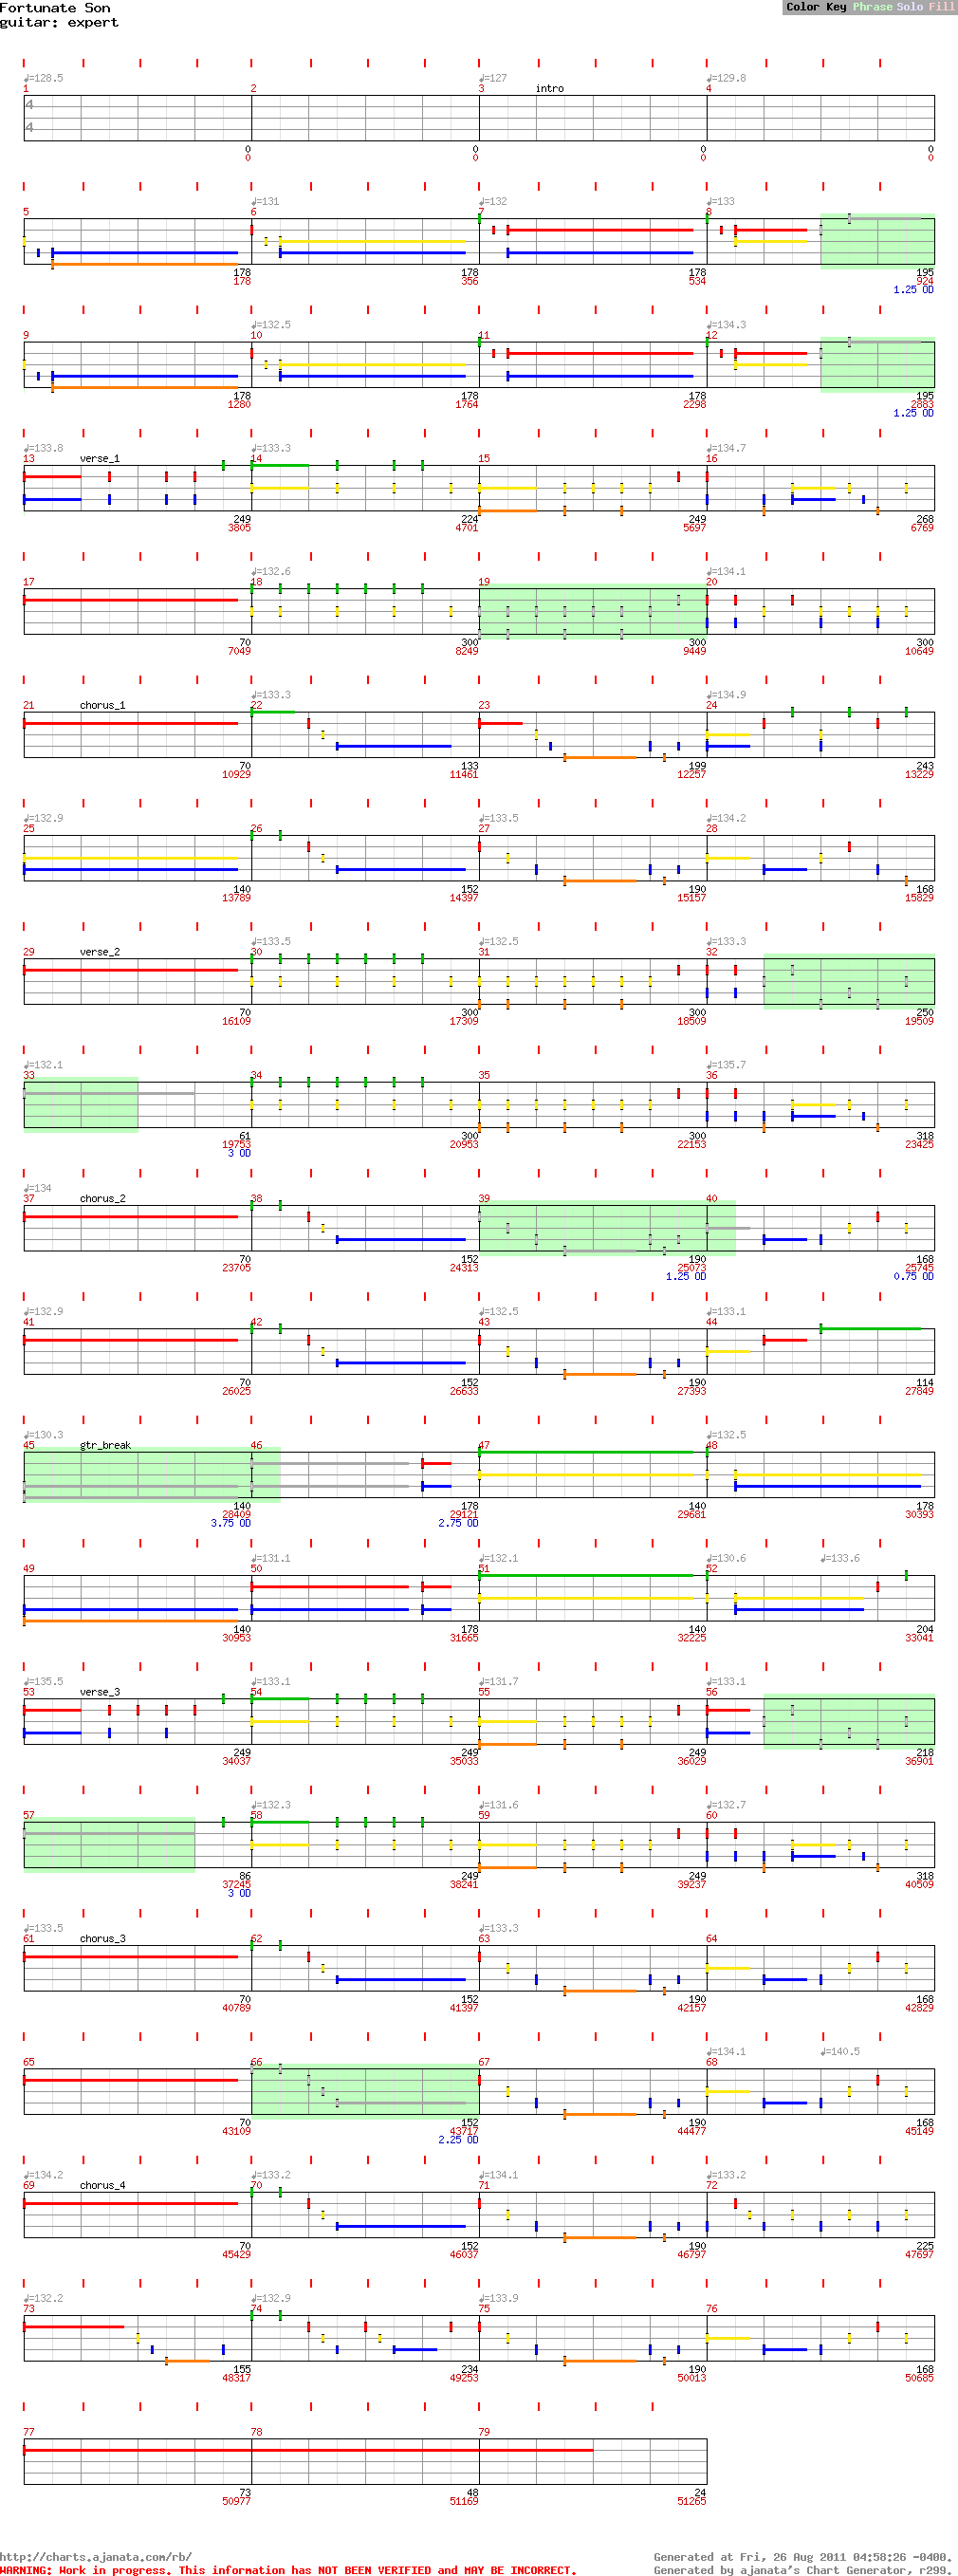 Fortunate Son
guitar: expert
Color Key Phrase Solo Fill
♩=128.5 ♩=127 ♩=129.8
1 2 3 intro 4
4
4
0 0 0 0
0 0 0 0
♩=131 ♩=132 ♩=133
5 6 7 8
178 178 178 195
178 356 534 924
1.25 OD
♩=132.5 ♩=134.3
9 10 11 12
178 178 178 195
1280 1764 2298 2883
1.25 OD
♩=133.8 ♩=133.3 ♩=134.7
13 verse_1 14 15 16
249 224 249 268
3805 4701 5697 6769
♩=132.6 ♩=134.1
17 18 19 20
70 300 300 300
7049 8249 9449 10649
♩=133.3 ♩=134.9
21 chorus_1 22 23 24
70 133 199 243
10929 11461 12257 13229
♩=132.9 ♩=133.5 ♩=134.2
25 26 27 28
140 152 190 168
13789 14397 15157 15829
♩=133.5 ♩=132.5 ♩=133.3
29 verse_2 30 31 32
70 300 300 250
16109 17309 18509 19509
♩=132.1 ♩=135.7
33 34 35 36
61 300 300 318
19753 20953 22153 23425
3 OD
♩=134
37 chorus_2 38 39 40
70 152 190 168
23705 24313 25073 25745
1.25 OD 0.75 OD
♩=132.9 ♩=132.5 ♩=133.1
41 42 43 44
70 152 190 114
26025 26633 27393 27849
♩=130.3 ♩=132.5
45 gtr_break 46 47 48
140 178 140 178
28409 29121 29681 30393
3.75 OD 2.75 OD
♩=131.1 ♩=132.1 ♩=130.6 ♩=133.6
49 50 51 52
140 178 140 204
30953 31665 32225 33041
♩=135.5 ♩=133.1 ♩=131.7 ♩=133.1
53 verse_3 54 55 56
249 249 249 218
34037 35033 36029 36901
♩=132.3 ♩=131.6 ♩=132.7
57 58 59 60
86 249 249 318
37245 38241 39237 40509
3 OD
♩=133.5 ♩=133.3
61 chorus_3 62 63 64
70 152 190 168
40789 41397 42157 42829
♩=134.1 ♩=140.5
65 66 67 68
70 152 190 168
43109 43717 44477 45149
2.25 OD
♩=134.2 ♩=133.2 ♩=134.1 ♩=133.2
69 chorus_4 70 71 72
70 152 190 225
45429 46037 46797 47697
♩=132.2 ♩=132.9 ♩=133.9
73 74 75 76
155 234 190 168
48317 49253 50013 50685
77 78 79
73 48 24
50977 51169 51265
http://charts.ajanata.com/rb/ Generated at Fri, 26 Aug 2011 04:58:26 -0400.
WARNING: Work in progress. This information has NOT BEEN VERIFIED and MAY BE INCORRECT. Generated by ajanata's Chart Generator, r299.